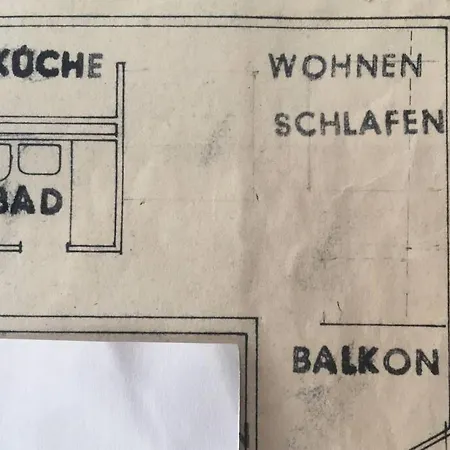 KÜCHE
WOHNEN
SCHLAFEN
BAD
BALKON